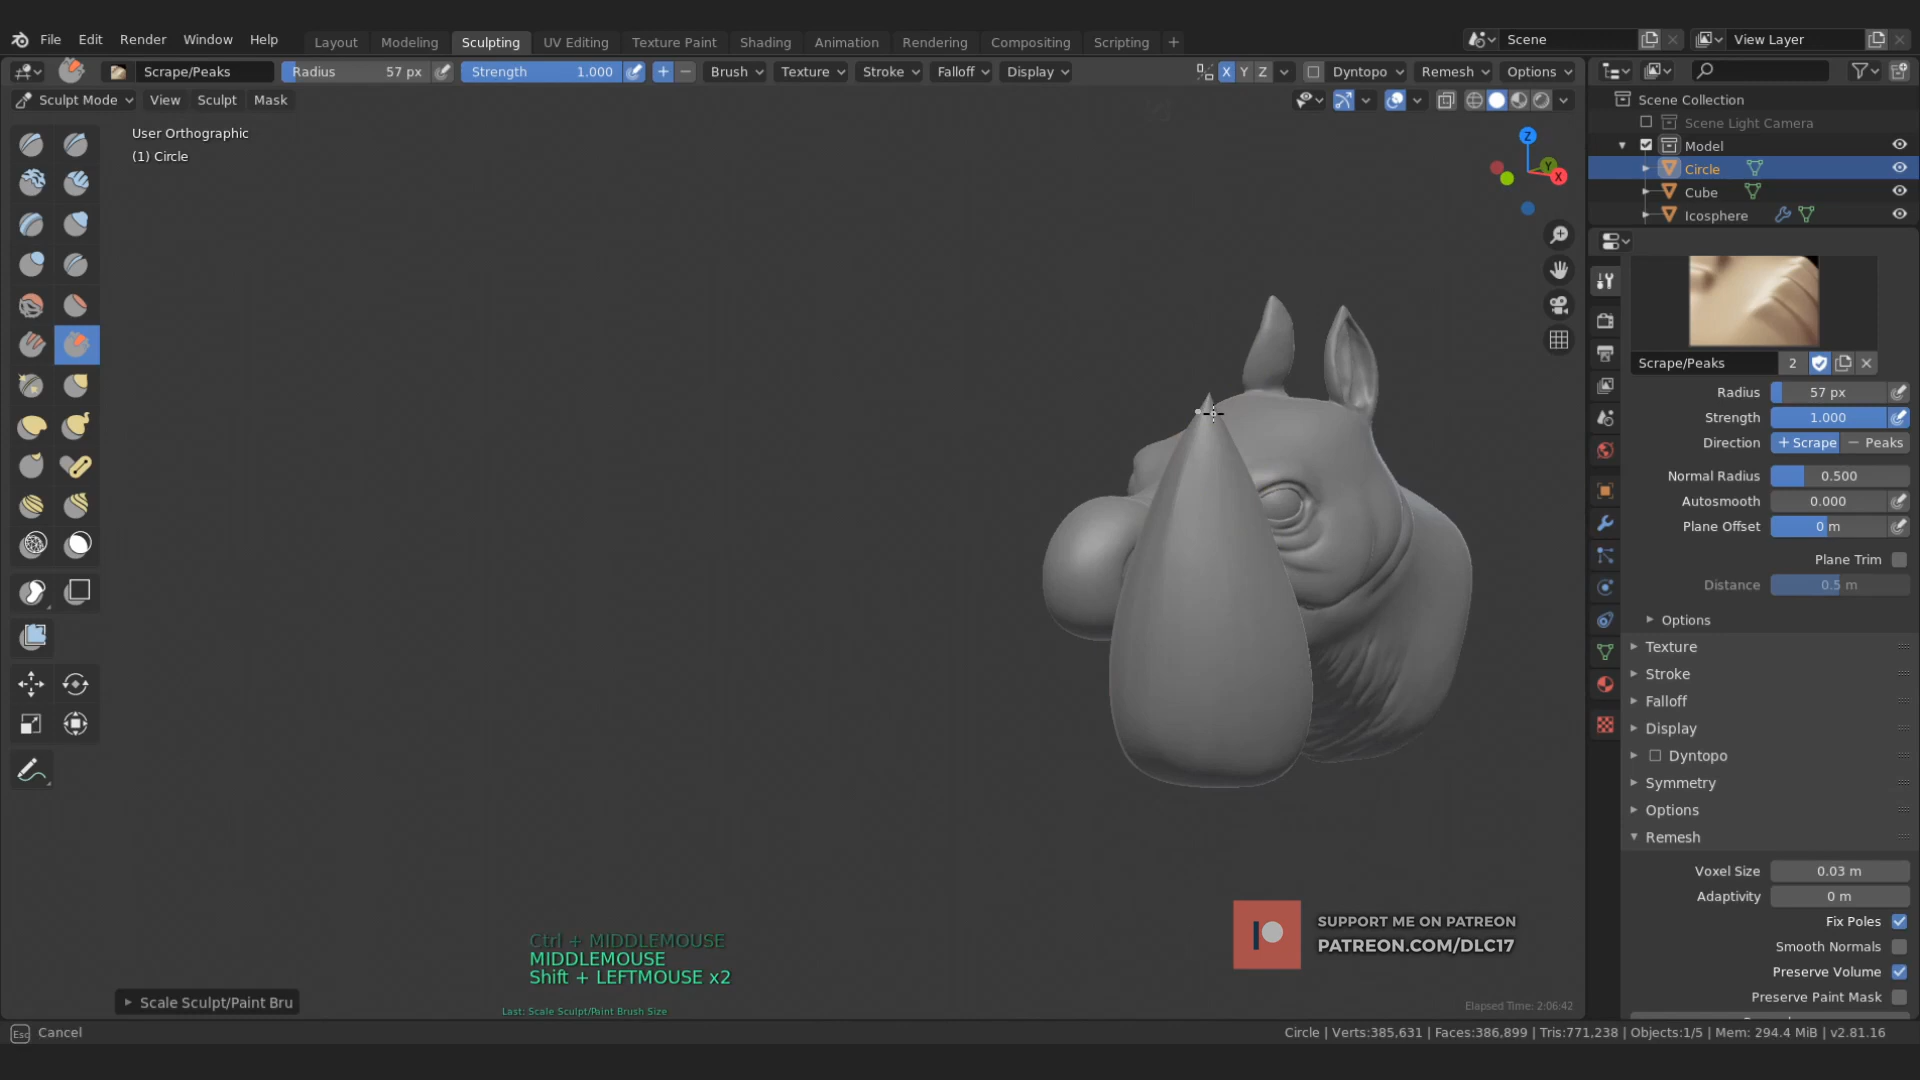 File Edit Render Window Help Layout Modeling Sculpting UV Editing Texture Paint Shading Animation Rendering Compositing Scripting + Scene View Layer
Scrape/Peaks Radius 57 px Strength 1.000 + − Brush Texture Stroke Falloff Display X Y Z Dyntopo Remesh Options
Sculpt Mode View Sculpt Mask
User Orthographic
(1) Circle
Z
Y
X
Scene Collection
Scene Light Camera
Model
Circle
Cube
Icosphere
Scrape/Peaks 2
Radius 57 px
Strength 1.000
Direction + Scrape − Peaks
Normal Radius 0.500
Autosmooth 0.000
Plane Offset 0 m
Plane Trim
Distance 0.5 m
Options
Texture
Stroke
Falloff
Display
Dyntopo
Symmetry
Options
Remesh
Voxel Size 0.03 m
Adaptivity 0 m
Fix Poles
Smooth Normals
Preserve Volume
Preserve Paint Mask
SUPPORT ME ON PATREON
PATREON.COM/DLC17
Ctrl + MIDDLEMOUSE
MIDDLEMOUSE
Shift + LEFTMOUSE x2
Scale Sculpt/Paint Bru
Last: Scale Sculpt/Paint Brush Size
Elapsed Time: 2:06:42
Esc Cancel
Circle | Verts:385,631 | Faces:386,899 | Tris:771,238 | Objects:1/5 | Mem: 294.4 MiB | v2.81.16